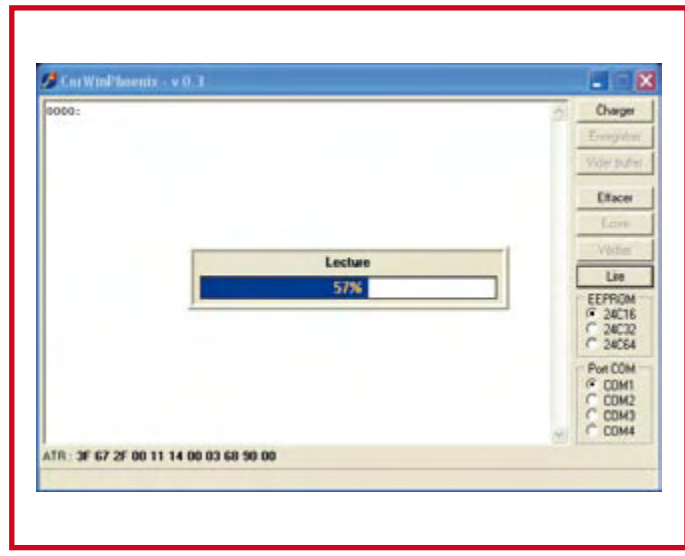 CarWinPhoenix - v 0.3
0000:
Charger
Enregistrer
Vider buffer
Effacer
Ecrire
Vérifier
Lire
Lecture
57%
EEPROM
24C16
24C32
24C64
Port COM
COM1
COM2
COM3
COM4
ATR : 3F 67 2F 00 11 14 00 03 68 90 00